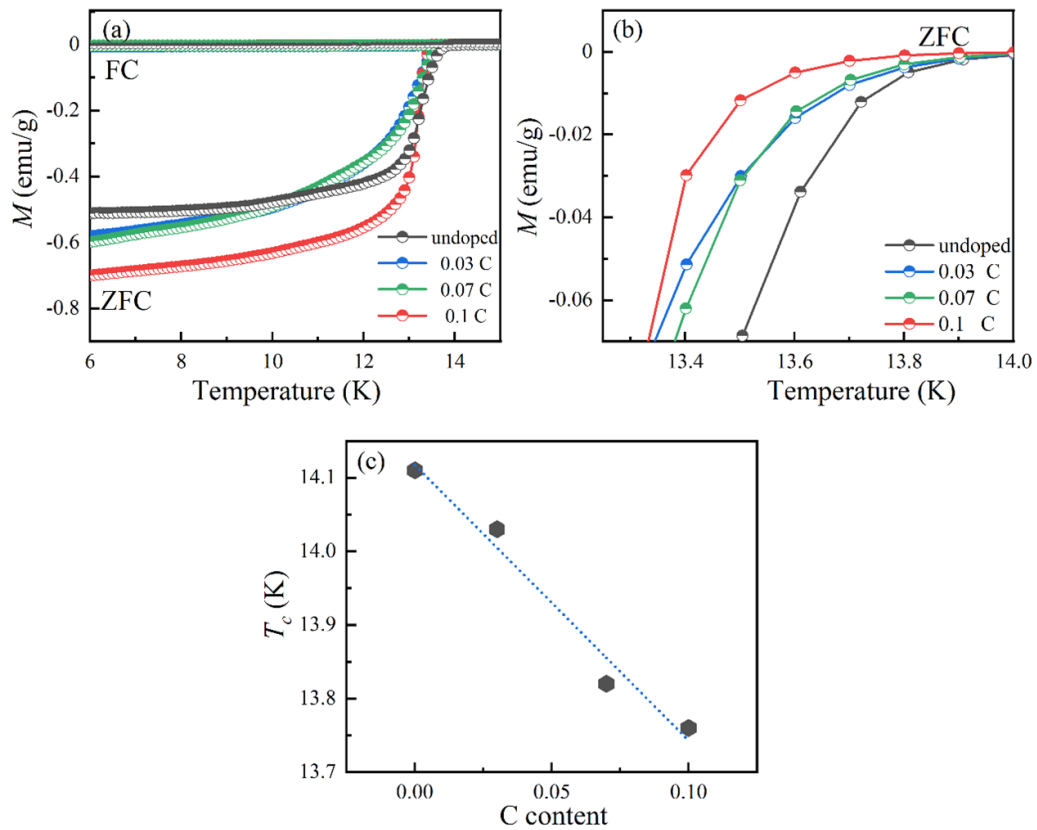 (a)
0
-0.2
-0.4
-0.6
-0.8
M (emu/g)
FC
ZFC
undoped
0.03 C
0.07 C
0.1 C
6 8 10 12 14
Temperature (K)
(b)
ZFC
0
-0.02
-0.04
-0.06
M (emu/g)
undoped
0.03 C
0.07 C
0.1 C
13.4 13.6 13.8 14.0
Temperature (K)
(c)
14.1
14.0
13.9
13.8
13.7
Tc (K)
0.00 0.05 0.10
C content